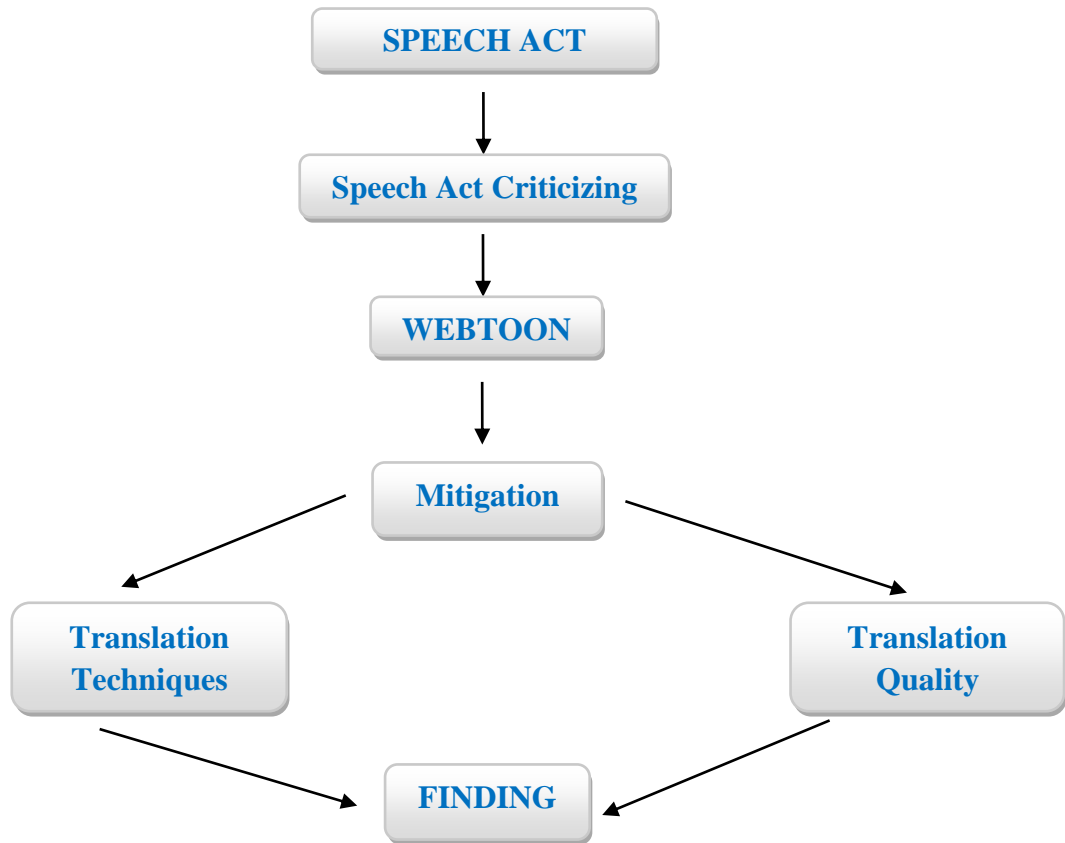 SPEECH ACT
Speech Act Criticizing
WEBTOON
Mitigation
Translation
Techniques
Translation
Quality
FINDING